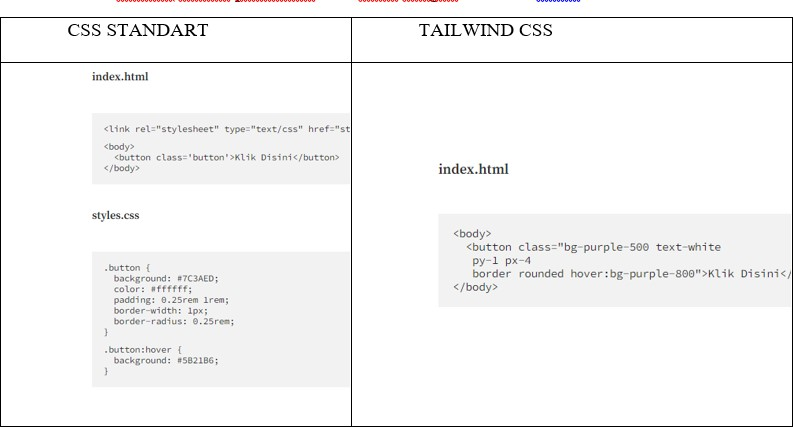 CSS STANDART
TAILWIND CSS
index.html
<link rel="stylesheet" type="text/css" href="st
<body>
<button class='button'>Klik Disini</button>
</body>
styles.css
.button {
background: #7C3AED;
color: #ffffff;
padding: 0.25rem 1rem;
border-width: 1px;
border-radius: 0.25rem;
}
.button:hover {
background: #5B21B6;
}
index.html
<body>
<button class="bg-purple-500 text-white
py-1 px-4
border rounded hover:bg-purple-800">Klik Disini</
</body>